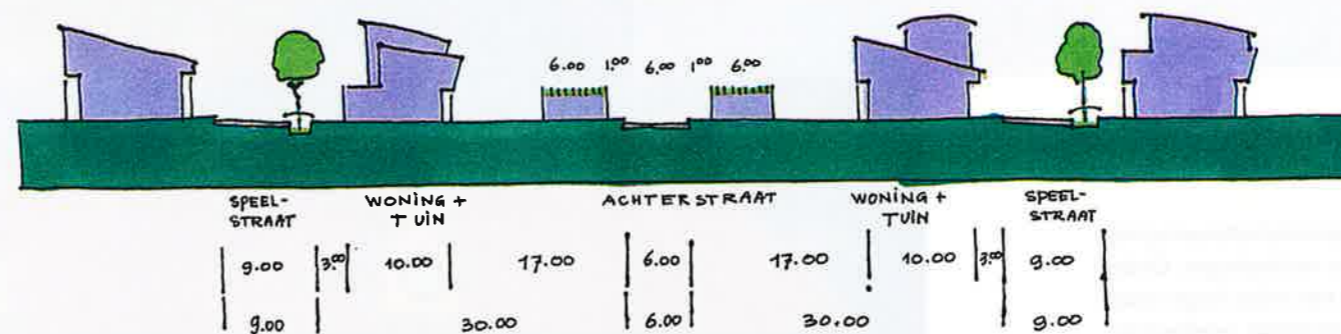 6.00 1.00 6.00 1.00 6.00
SPEEL-
STRAAT
WONING +
TUIN
ACHTERSTRAAT
WONING +
TUIN
SPEEL-
STRAAT
9.00 3.00 10.00 17.00 6.00 17.00 10.00 3.00 9.00
9.00 30.00 6.00 30.00 9.00